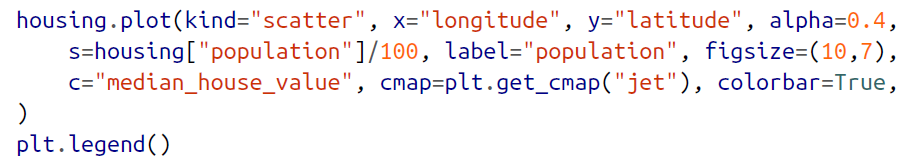 housing.plot(kind="scatter", x="longitude", y="latitude", alpha=0.4,
    s=housing["population"]/100, label="population", figsize=(10,7),
    c="median_house_value", cmap=plt.get_cmap("jet"), colorbar=True,
)
plt.legend()